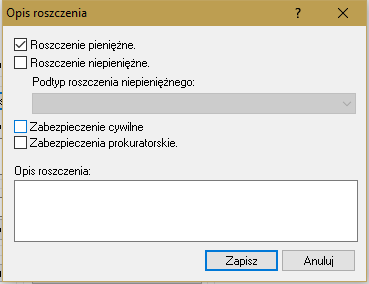 Opis roszczenia
?
Roszczenie pieniężne.
Roszczenie niepieniężne.
Podtyp roszczenia niepieniężnego:
Zabezpieczenie cywilne
Zabezpieczenia prokuratorskie.
Opis roszczenia:
Zapisz Anuluj